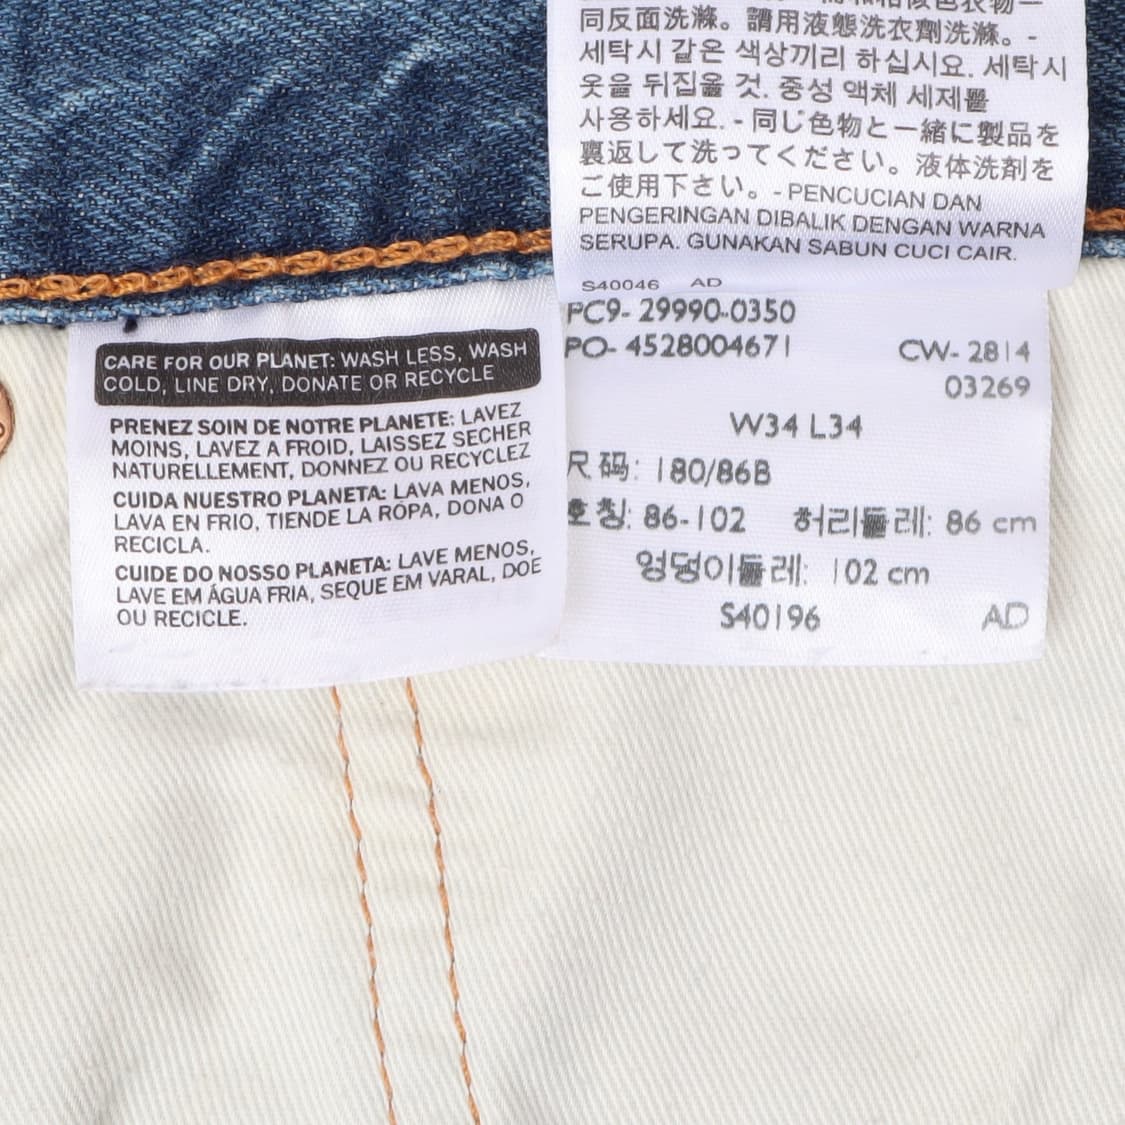 同反面洗滌。請用液態洗衣劑洗滌。-
세탁시 같은 색상끼리 하십시요. 세탁시
옷을 뒤집을 것. 중성 액체 세제를
사용하세요. - 同じ色物と一緒に製品を
裏返して洗ってください。液体洗剤を
ご使用下さい。- PENCUCIAN DAN
PENGERINGAN DIBALIK DENGAN WARNA
SERUPA. GUNAKAN SABUN CUCI CAIR.
S40046 AD
CARE FOR OUR PLANET: WASH LESS, WASH
COLD, LINE DRY, DONATE OR RECYCLE
PRENEZ SOIN DE NOTRE PLANETE: LAVEZ
MOINS, LAVEZ A FROID, LAISSEZ SECHER
NATURELLEMENT, DONNEZ OU RECYCLEZ
CUIDA NUESTRO PLANETA: LAVA MENOS,
LAVA EN FRIO, TIENDE LA RÓPA, DONA O
RECICLA.
CUIDE DO NOSSO PLANETA: LAVE MENOS,
LAVE EM ÁGUA FRIA, SEQUE EM VARAL, DOE
OU RECICLE.
PC9- 29990-0350
PO- 4528004671 CW- 2814
03269
W34 L34
尺码: 180/86B
호칭: 86-102 허리둘레: 86 cm
엉덩이둘레: 102 cm
S40196 AD